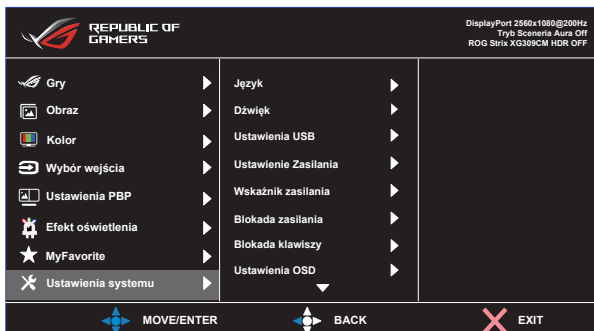 REPUBLIC OF
GAMERS
DisplayPort 2560x1080@200Hz
Tryb Sceneria Aura Off
ROG Strix XG309CM HDR OFF
Gry
Obraz
Kolor
Wybór wejścia
Ustawienia PBP
Efekt oświetlenia
MyFavorite
Ustawienia systemu
Język
Dźwięk
Ustawienia USB
Ustawienie Zasilania
Wskaźnik zasilania
Blokada zasilania
Blokada klawiszy
Ustawienia OSD
MOVE/ENTER
BACK
EXIT